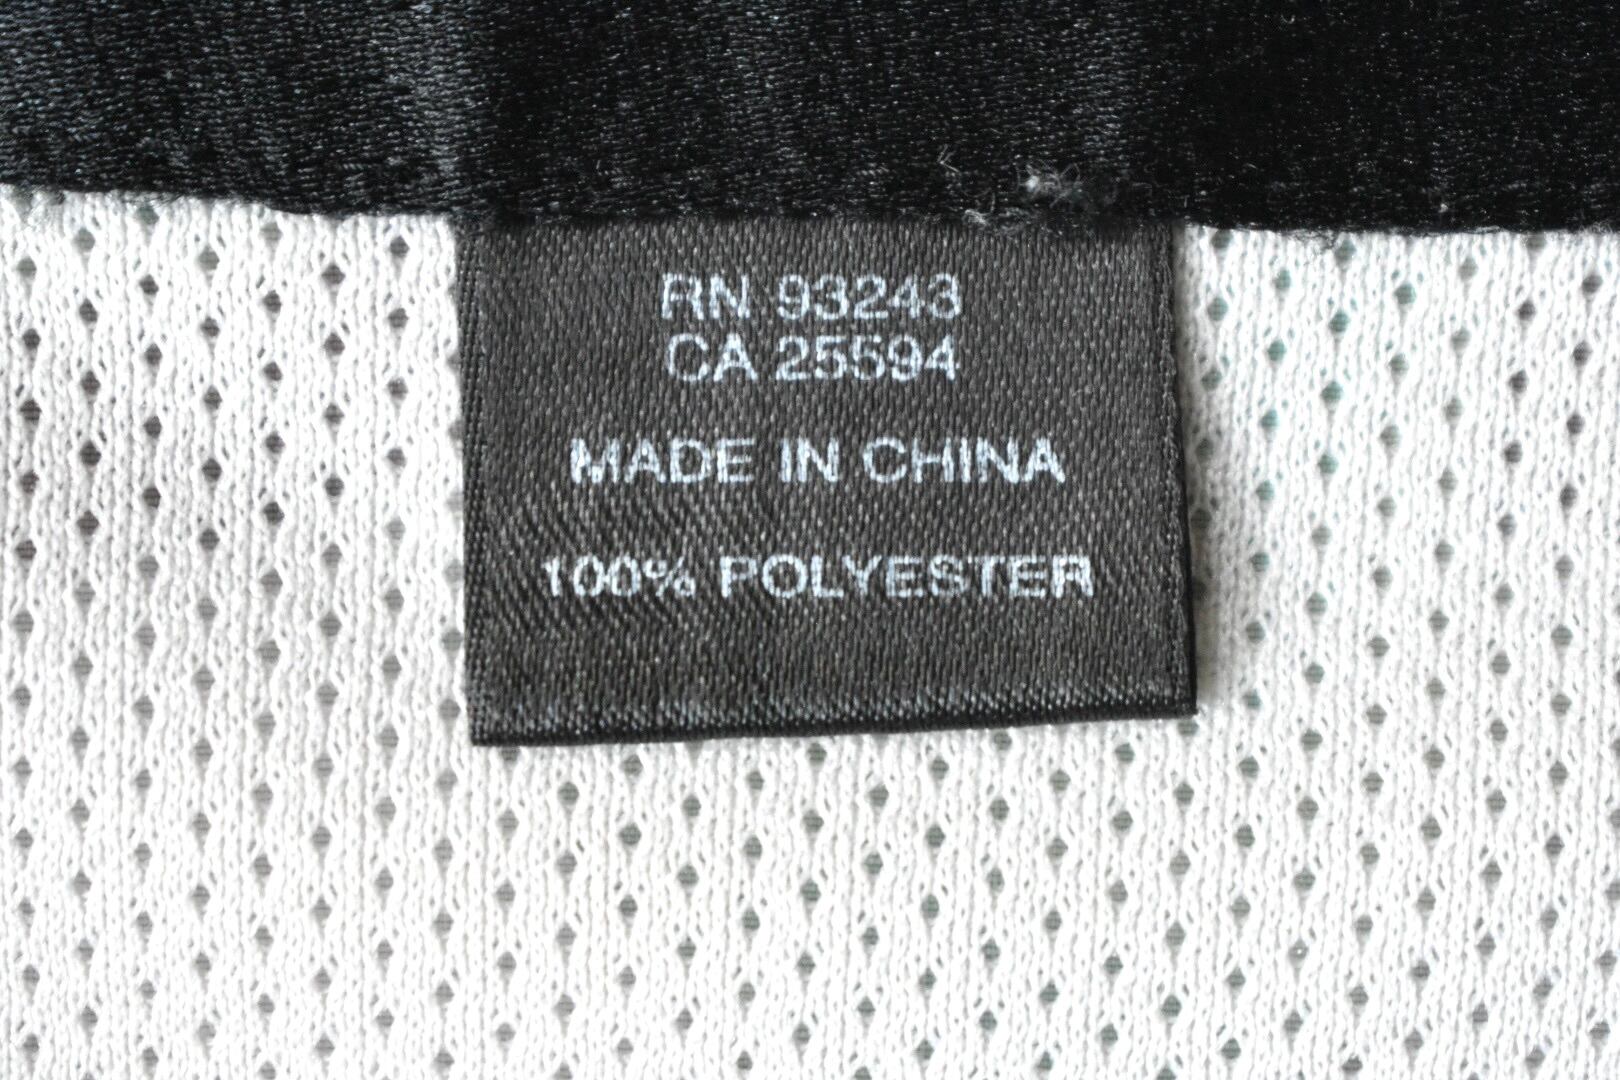 RN 93243
CA 25594
MADE IN CHINA
100% POLYESTER